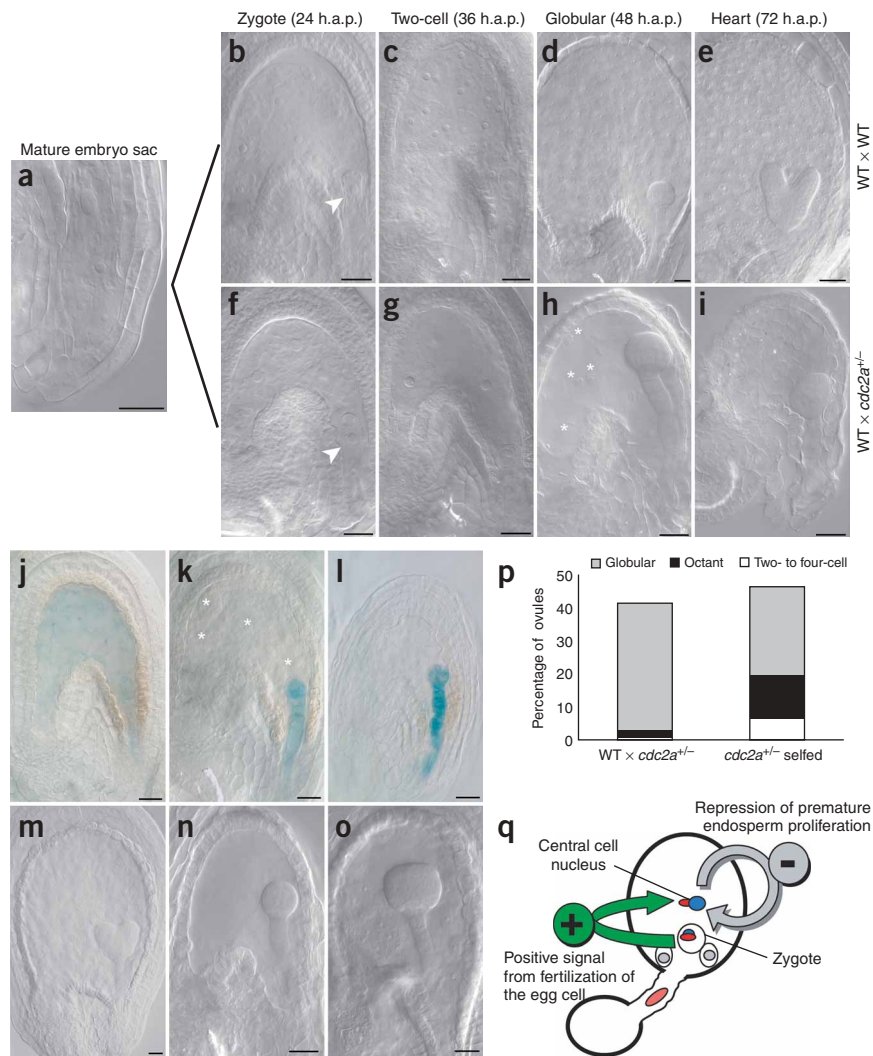 Zygote (24 h.a.p.)
Two-cell (36 h.a.p.)
Globular (48 h.a.p.)
Heart (72 h.a.p.)
b
c
d
e
WT × WT
Mature embryo sac
a
f
g
h
i
* * * *
WT × cdc2a+/–
j
k
l
* * * *
p
Globular
Octant
Two- to four-cell
Percentage of ovules
50
40
30
20
10
0
WT × cdc2a+/–
cdc2a+/– selfed
m
n
o
q
Repression of premature
endosperm proliferation
Central cell
nucleus
-
+
Positive signal
from fertilization of
the egg cell
Zygote